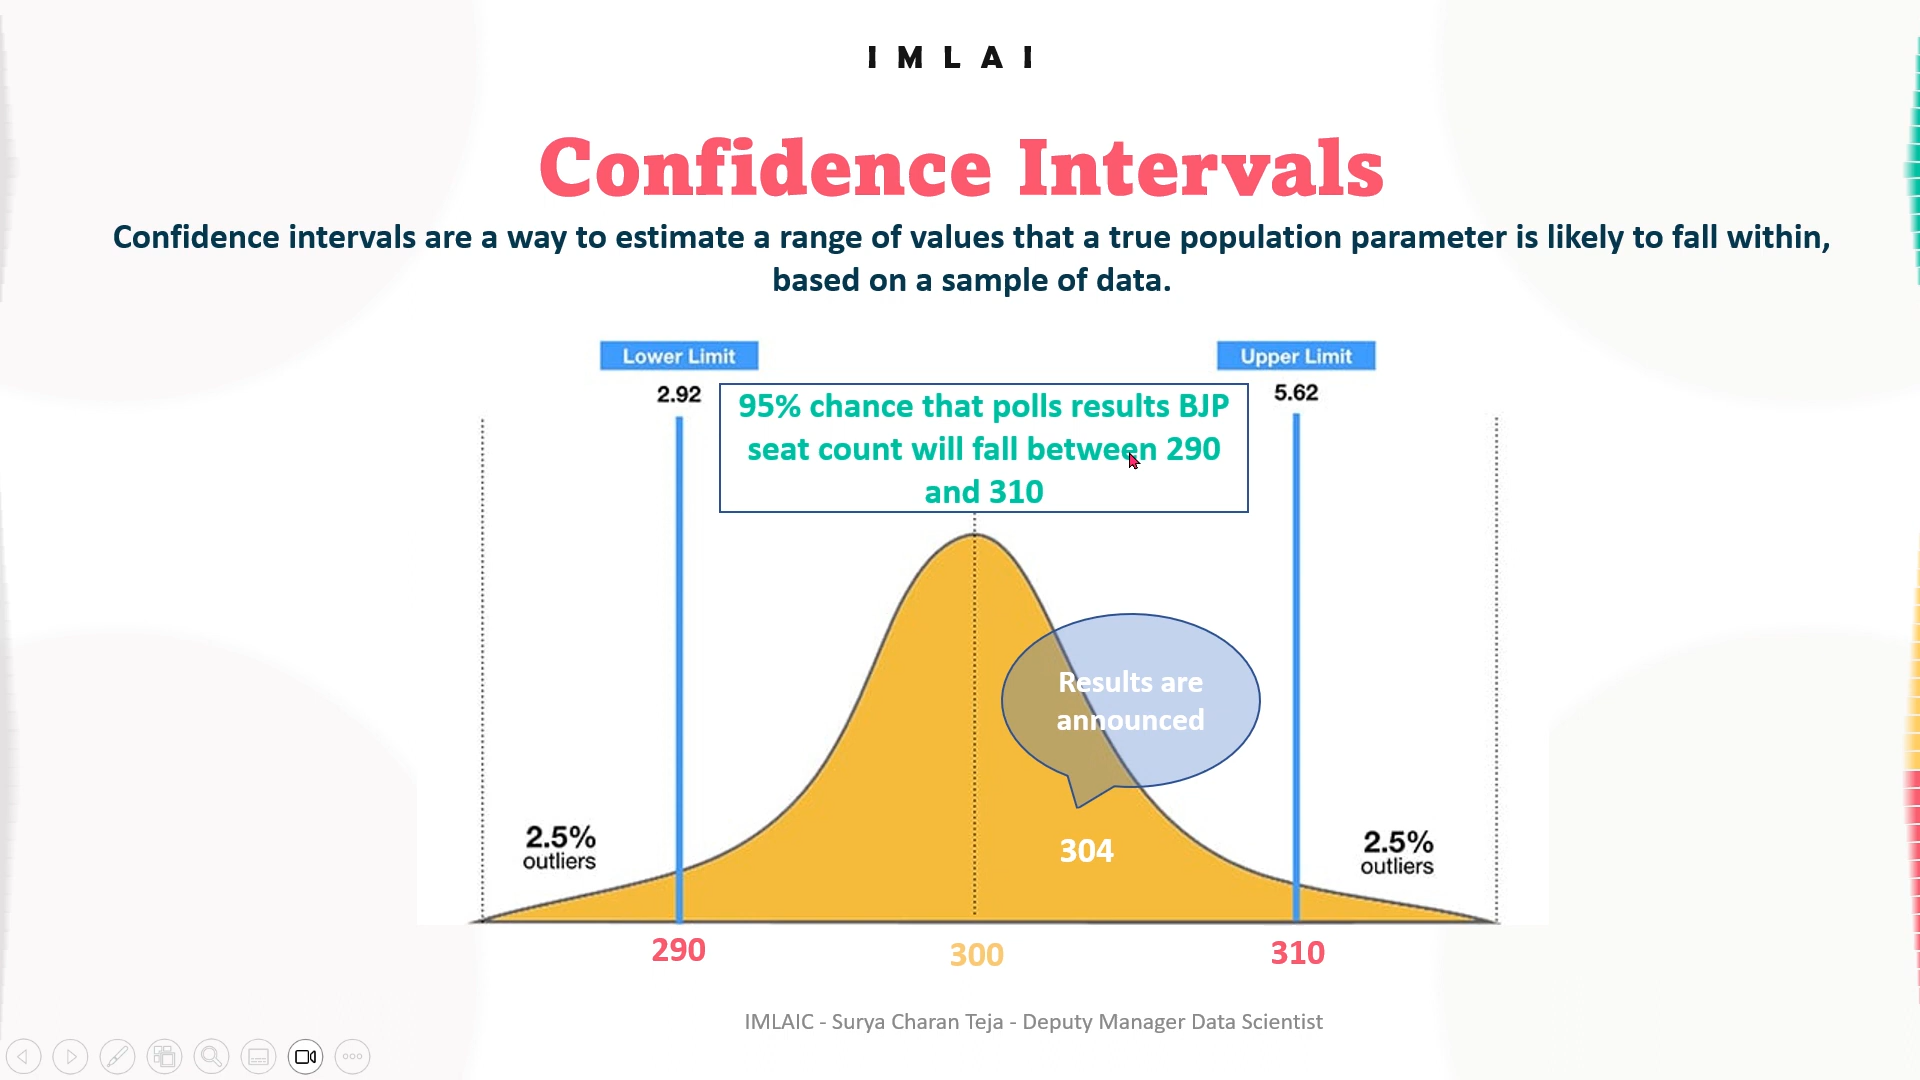 IMLAI
Confidence Intervals
Confidence intervals are a way to estimate a range of values that a true population parameter is likely to fall within,
based on a sample of data.
Lower Limit
Upper Limit
2.92
5.62
95% chance that polls results BJP
seat count will fall between 290
and 310
Results are
announced
304
2.5%
outliers
2.5%
outliers
290
300
310
IMLAIC - Surya Charan Teja - Deputy Manager Data Scientist